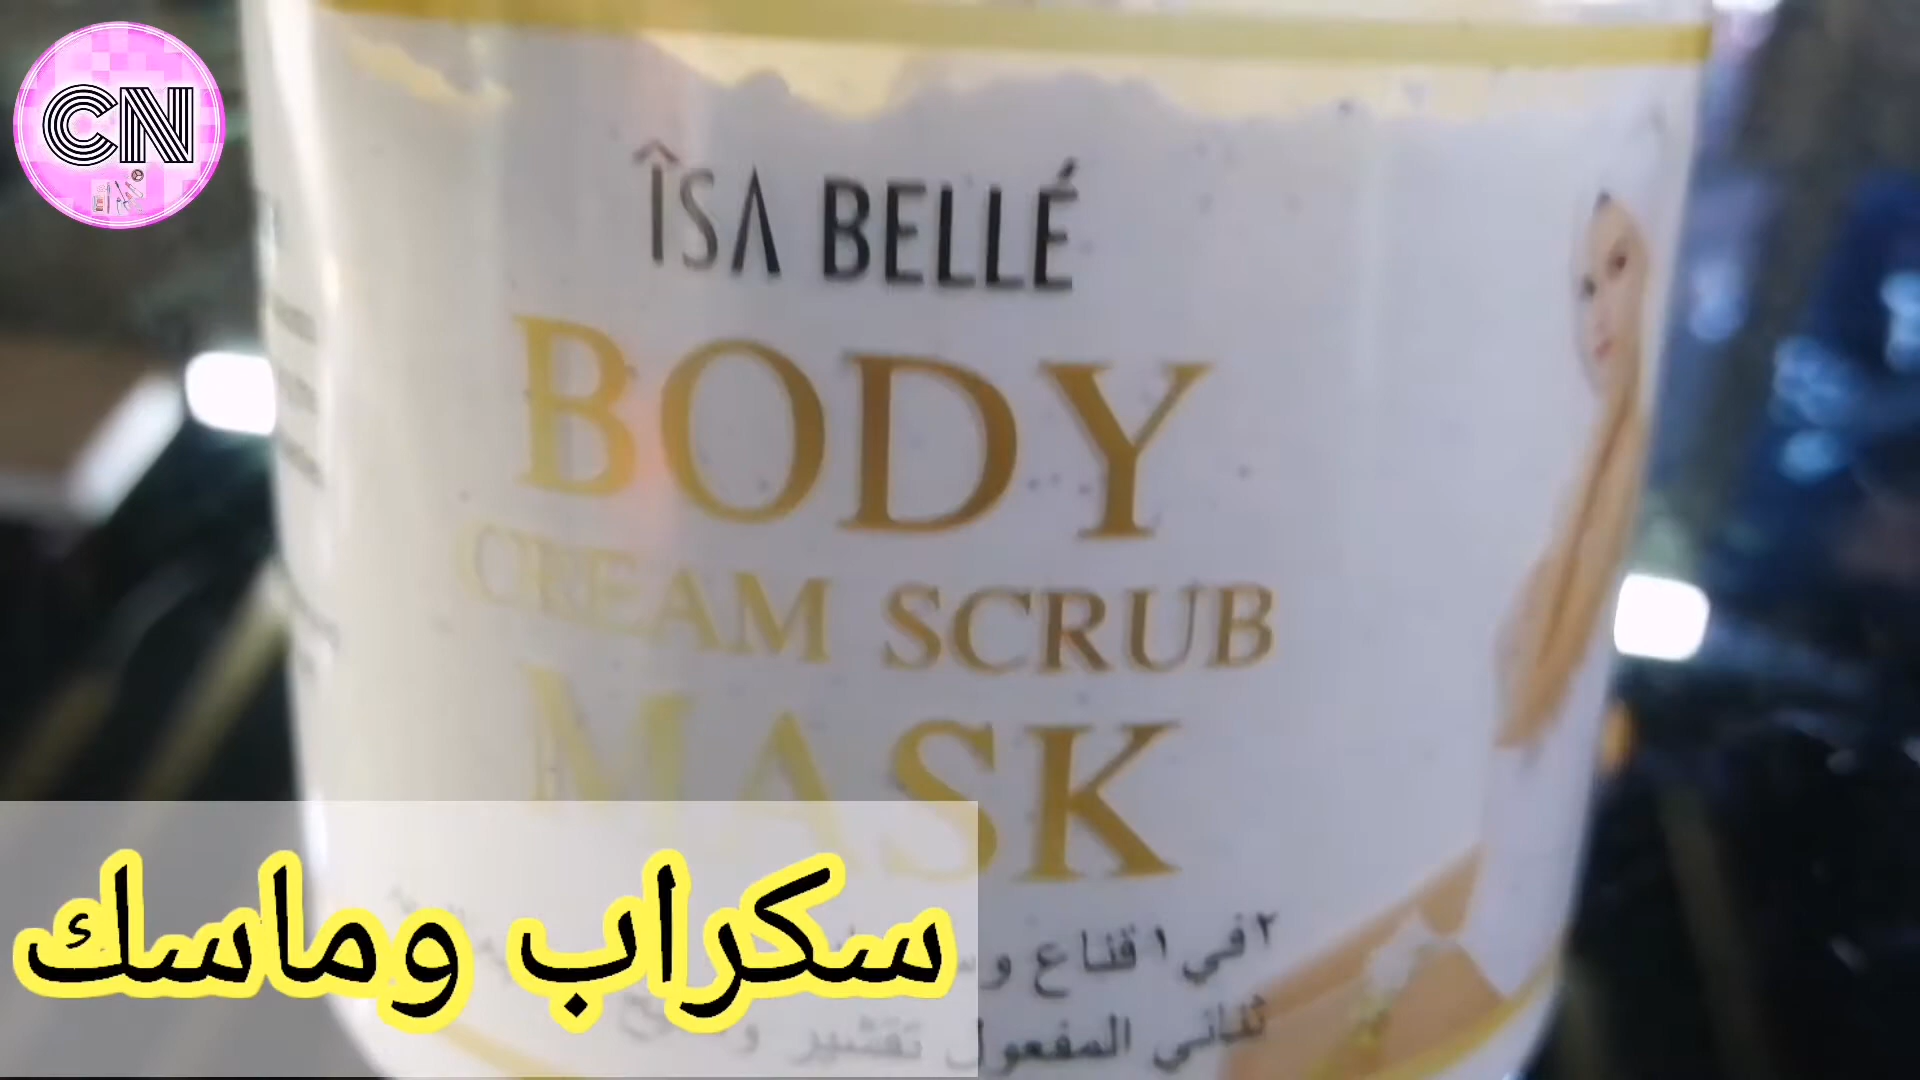 CN
ÎSA BELLÉ
BODY
CREAM SCRUB
MASK
٢ في ١ قناع
ثنائي المفعول تقشير
سكراب وماسك